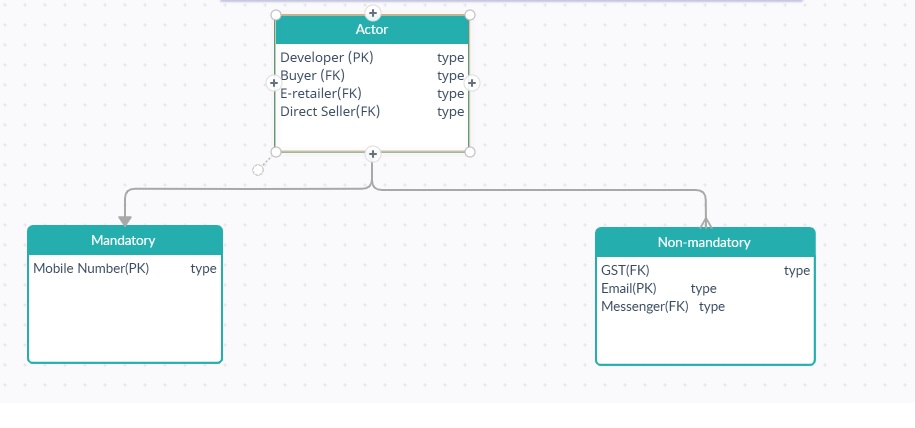 Actor
Developer (PK) type
Buyer (FK) type
E-retailer(FK) type
Direct Seller(FK) type
Mandatory
Mobile Number(PK) type
Non-mandatory
GST(FK) type
Email(PK) type
Messenger(FK) type